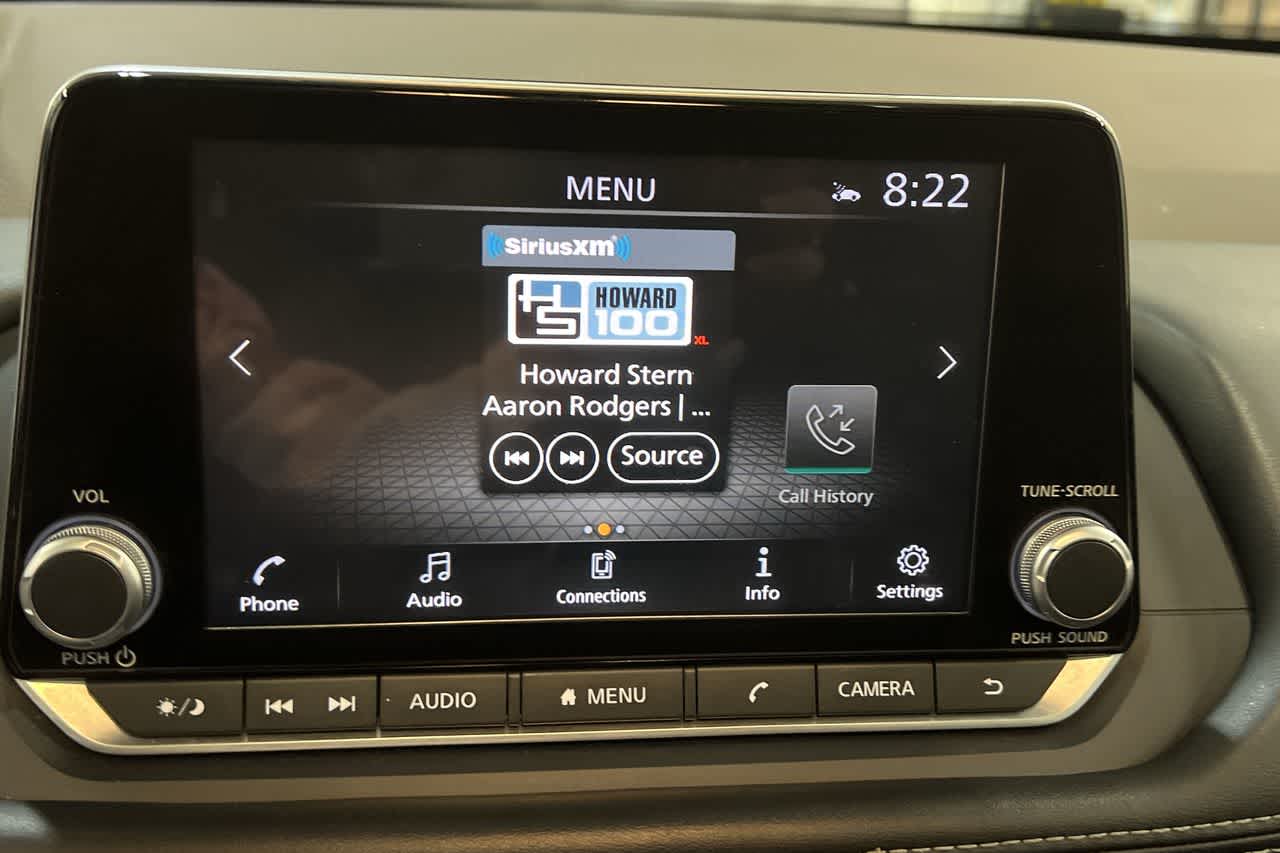 MENU
8:22
SiriusXM
HS HOWARD
100
XL
Howard Stern
Aaron Rodgers | ...
Source
Call History
VOL
TUNE·SCROLL
Phone
Audio
Connections
Info
Settings
PUSH
PUSH SOUND
AUDIO
MENU
CAMERA